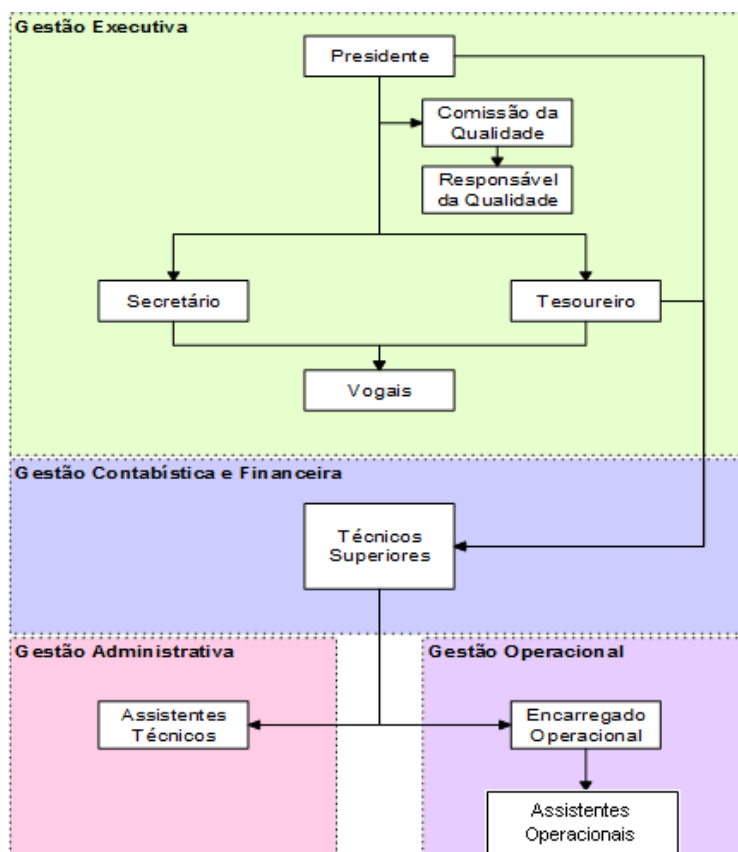 Gestão Executiva
Presidente
Comissão da
Qualidade
Responsável
da Qualidade
Secretário
Tesoureiro
Vogais
Gestão Contabística e Financeira
Técnicos
Superiores
Gestão Administrativa
Gestão Operacional
Assistentes
Técnicos
Encarregado
Operacional
Assistentes
Operacionais